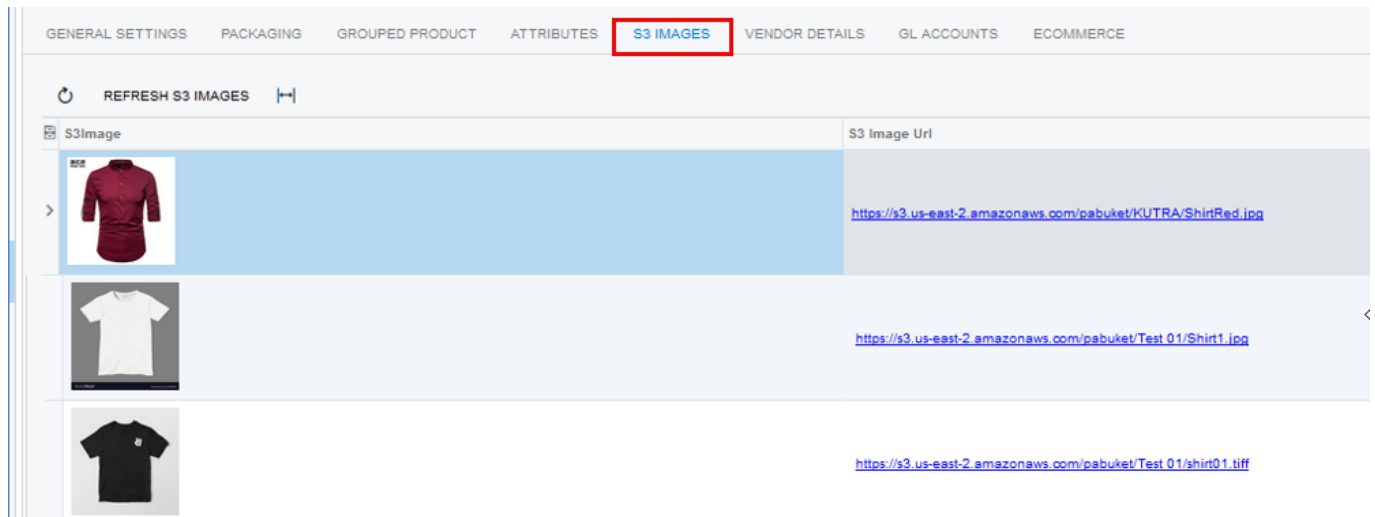 GENERAL SETTINGS PACKAGING GROUPED PRODUCT ATTRIBUTES S3 IMAGES VENDOR DETAILS GL ACCOUNTS ECOMMERCE
REFRESH S3 IMAGES
S3Image S3 Image Url
https://s3.us-east-2.amazonaws.com/pabuket/KUTRA/ShirtRed.jpg
https://s3.us-east-2.amazonaws.com/pabuket/Test 01/Shirt1.jpg
https://s3.us-east-2.amazonaws.com/pabuket/Test 01/shirt01.tiff